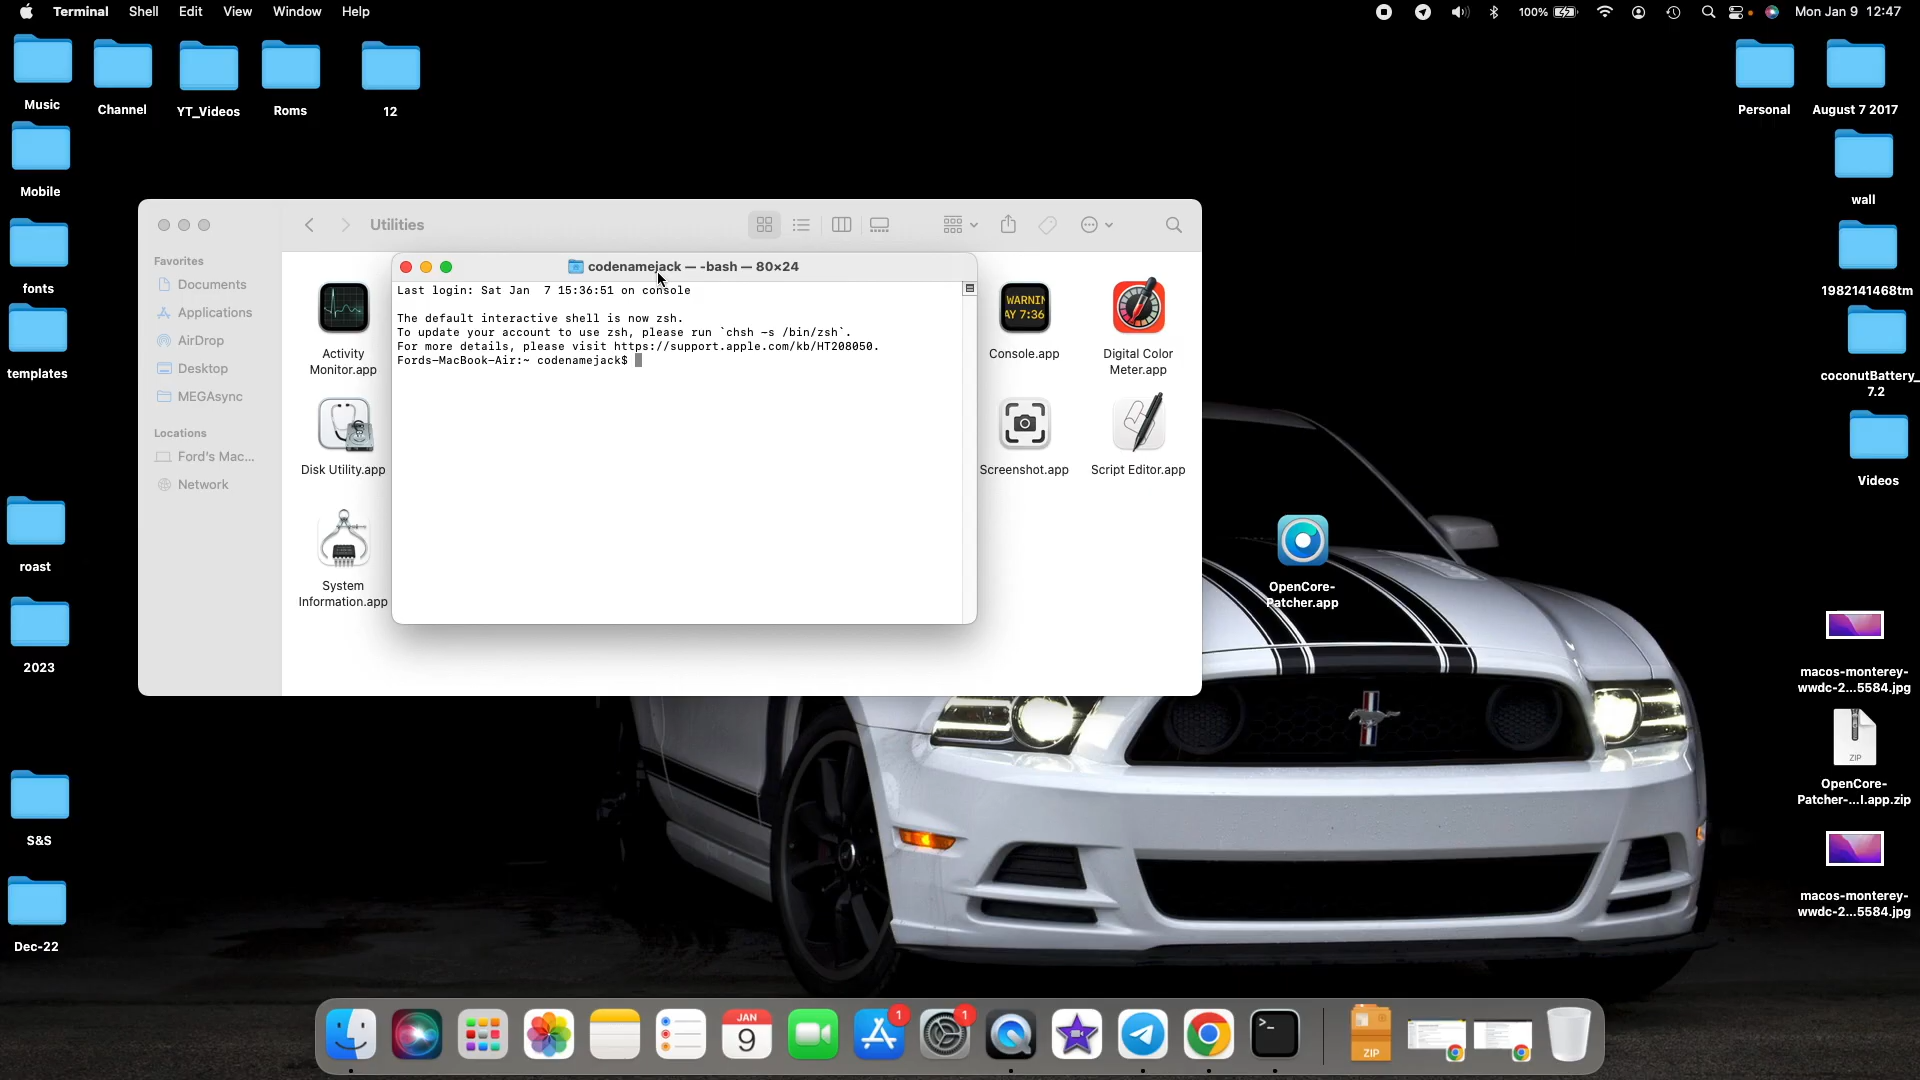 Terminal Shell Edit View Window Help 100% Mon Jan 9 12:47
Music
Channel
YT_Videos
Roms
12
Personal
August 7 2017
Mobile
wall
fonts
1982141468tm
templates
coconutBattery_
7.2
Videos
roast
2023
S&S
Dec-22
Utilities
Favorites
Documents
Applications
AirDrop
Desktop
MEGAsync
Locations
Ford's Mac...
Network
Activity
Monitor.app
Disk Utility.app
System
Information.app
codenamejack — -bash — 80×24
Last login: Sat Jan  7 15:36:51 on console
The default interactive shell is now zsh.
To update your account to use zsh, please run `chsh -s /bin/zsh`.
For more details, please visit https://support.apple.com/kb/HT208050.
Fords-MacBook-Air:~ codenamejack$
WARNIN
AY 7:36
Console.app
Digital Color
Meter.app
Screenshot.app
Script Editor.app
OpenCore-
Patcher.app
macos-monterey-
wwdc-2...5584.jpg
ZIP
OpenCore-
Patcher-...I.app.zip
macos-monterey-
wwdc-2...5584.jpg
JAN
9
1
1
>_
ZIP